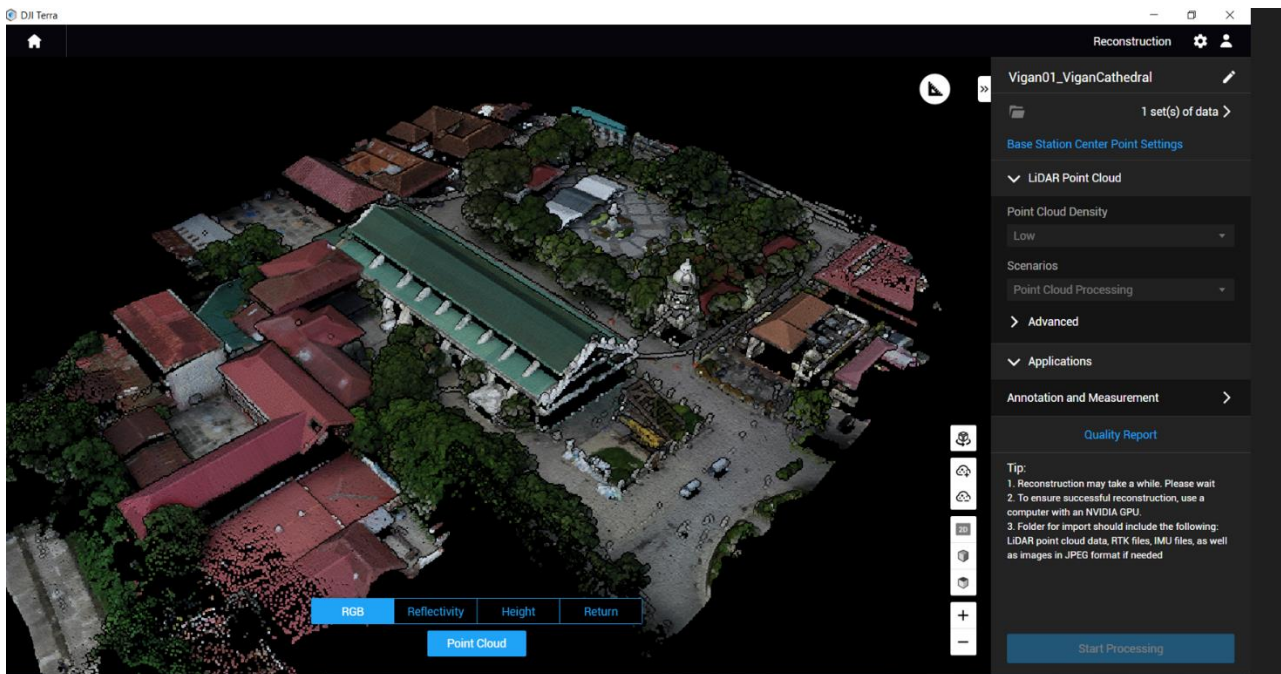 DJI Terra
Reconstruction
Vigan01_ViganCathedral
1 set(s) of data
Base Station Center Point Settings
LiDAR Point Cloud
Point Cloud Density
Low
Scenarios
Point Cloud Processing
Advanced
Applications
Annotation and Measurement
Quality Report
Tip:
1. Reconstruction may take a while. Please wait
2. To ensure successful reconstruction, use a
computer with an NVIDIA GPU.
3. Folder for import should include the following:
LiDAR point cloud data, RTK files, IMU files, as well
as images in JPEG format if needed
Start Processing
2D
RGB
Reflectivity
Height
Return
Point Cloud